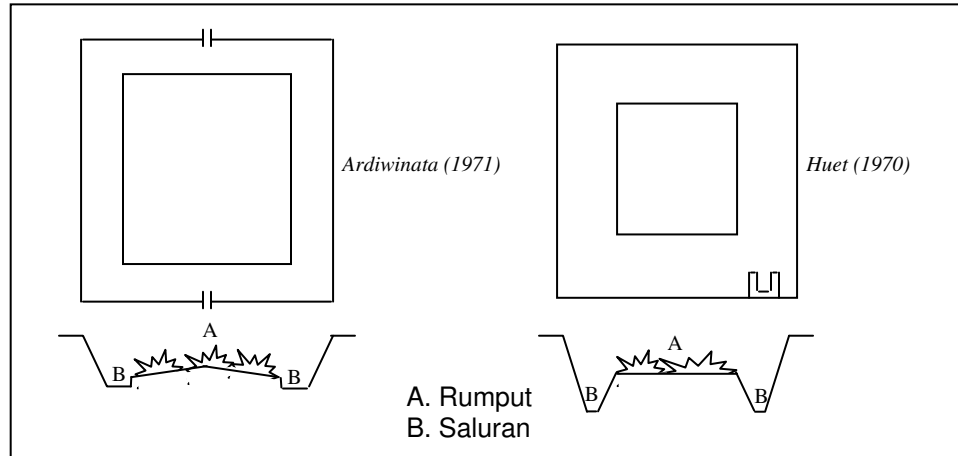 Ardiwinata (1971)
Huet (1970)
A
B
B
A
B
B
A. Rumput
B. Saluran